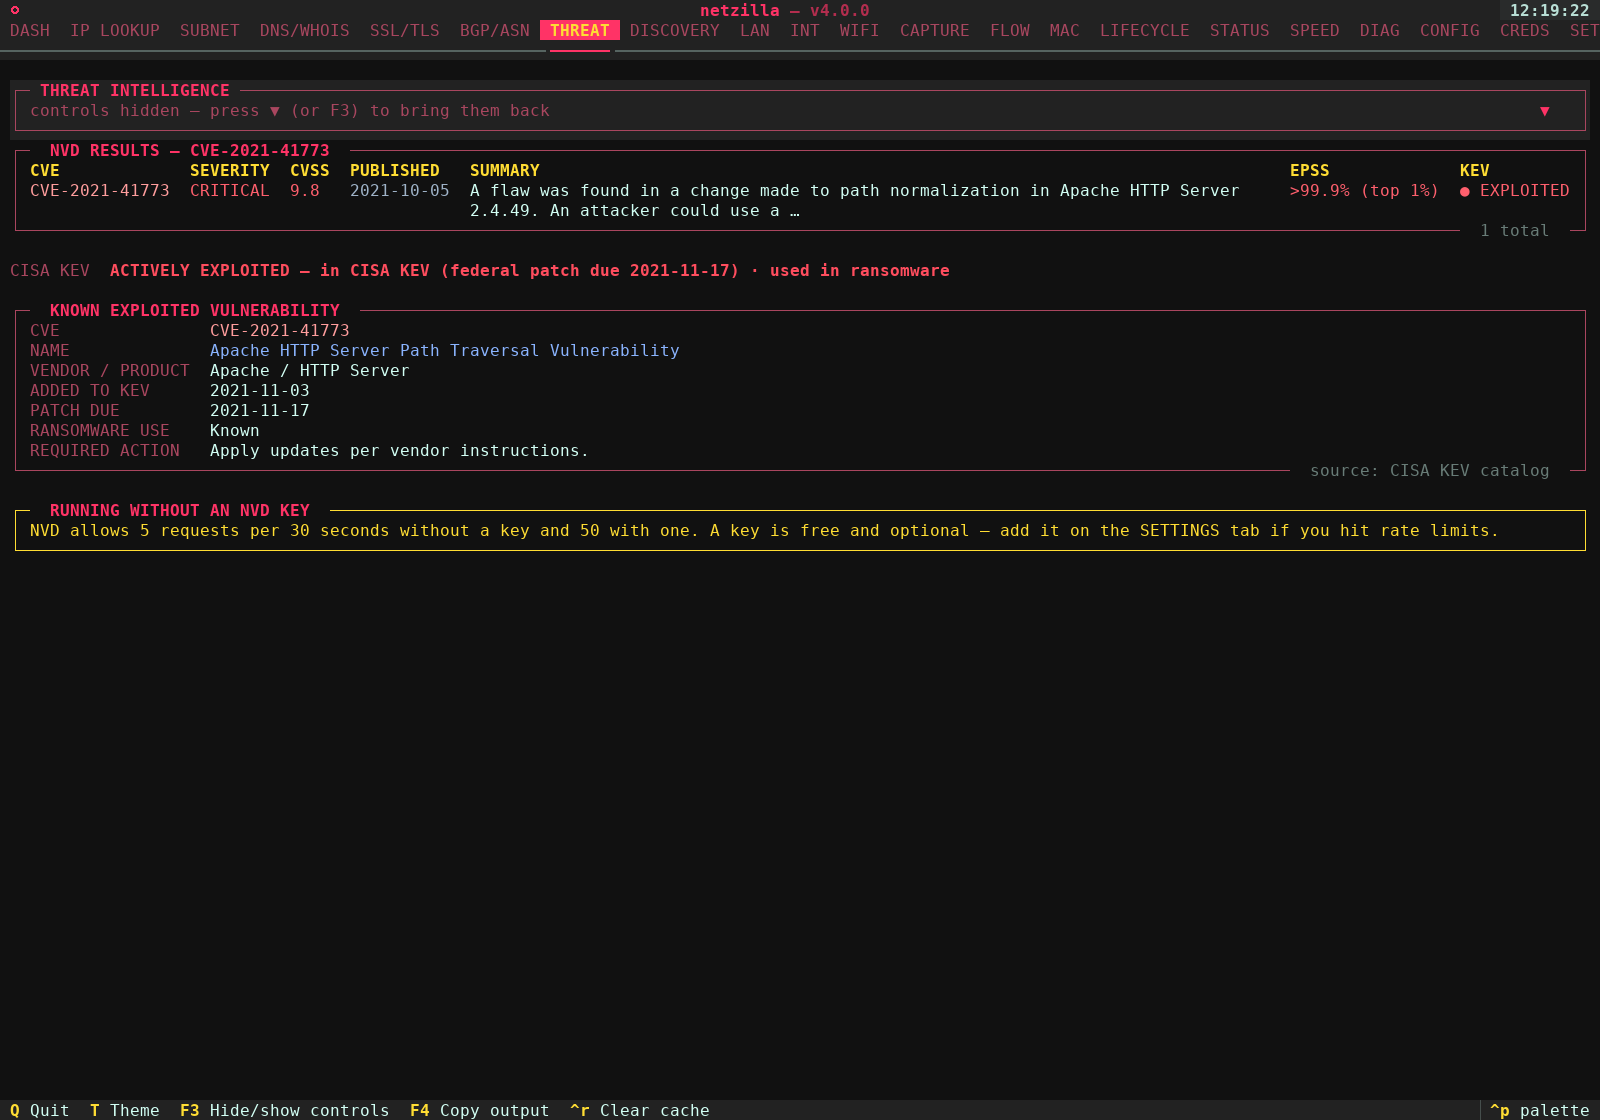 netzilla — v4.0.0 12:19:22
DASH IP LOOKUP SUBNET DNS/WHOIS SSL/TLS BGP/ASN THREAT DISCOVERY LAN INT WIFI CAPTURE FLOW MAC LIFECYCLE STATUS SPEED DIAG CONFIG CREDS SET
THREAT INTELLIGENCE
controls hidden — press ▼ (or F3) to bring them back ▼
NVD RESULTS — CVE-2021-41773
CVE SEVERITY CVSS PUBLISHED SUMMARY EPSS KEV
CVE-2021-41773 CRITICAL 9.8 2021-10-05 A flaw was found in a change made to path normalization in Apache HTTP Server >99.9% (top 1%) ● EXPLOITED
2.4.49. An attacker could use a …
1 total
CISA KEV ACTIVELY EXPLOITED — in CISA KEV (federal patch due 2021-11-17) · used in ransomware
KNOWN EXPLOITED VULNERABILITY
CVE CVE-2021-41773
NAME Apache HTTP Server Path Traversal Vulnerability
VENDOR / PRODUCT Apache / HTTP Server
ADDED TO KEV 2021-11-03
PATCH DUE 2021-11-17
RANSOMWARE USE Known
REQUIRED ACTION Apply updates per vendor instructions.
source: CISA KEV catalog
RUNNING WITHOUT AN NVD KEY
NVD allows 5 requests per 30 seconds without a key and 50 with one. A key is free and optional — add it on the SETTINGS tab if you hit rate limits.
Q Quit T Theme F3 Hide/show controls F4 Copy output ^r Clear cache ^p palette